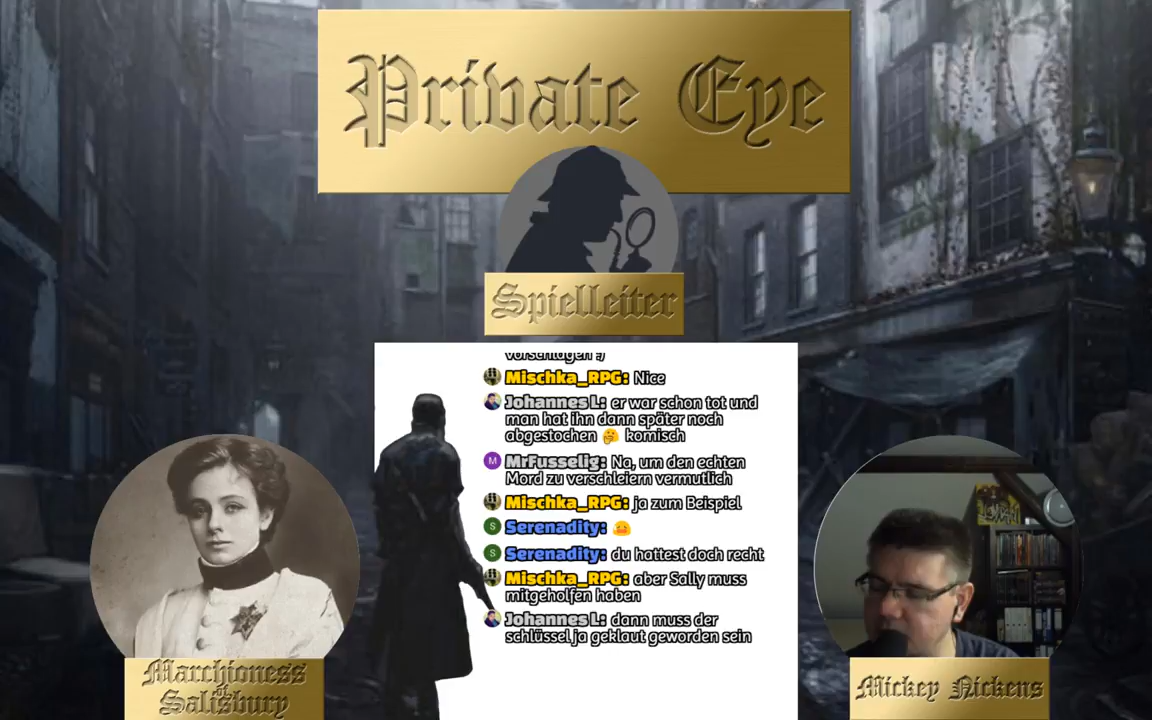 Private Eye
Spielleiter
vorschlagen :)
Mischka_RPG: Nice
Johannes L: er war schon tot und
man hat ihn dann später noch
abgestochen 🤔 komisch
M MrFusselig: Na, um den echten
Mord zu verschleiern vermutlich
Mischka_RPG: ja zum Beispiel
S Serenadity: 🤗
S Serenadity: du hattest doch recht
Mischka_RPG: aber Sally muss
mitgeholfen haben
Johannes L: dann muss der
schlüssel ja geklaut geworden sein
Marchioness
of
Salisbury
Mickey Nickens